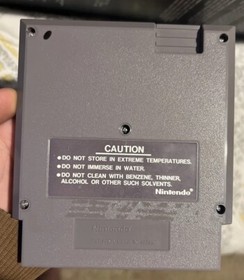 CAUTION
●DO NOT STORE IN EXTREME TEMPERATURES.
●DO NOT IMMERSE IN WATER.
●DO NOT CLEAN WITH BENZENE, THINNER,
ALCOHOL OR OTHER SUCH SOLVENTS.
Nintendo®